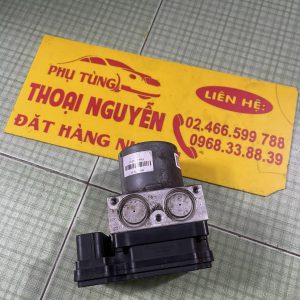 PHỤ TÙNG
THOẠI NGUYỄN
ĐẶT HÀNG
LIÊN HỆ:
02.466.599 788
0968.33.88.39